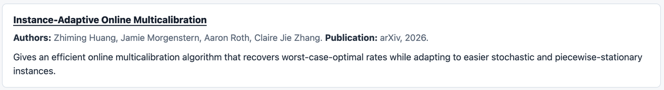 Instance-Adaptive Online Multicalibration
Authors: Zhiming Huang, Jamie Morgenstern, Aaron Roth, Claire Jie Zhang. Publication: arXiv, 2026.
Gives an efficient online multicalibration algorithm that recovers worst-case-optimal rates while adapting to easier stochastic and piecewise-stationary
instances.